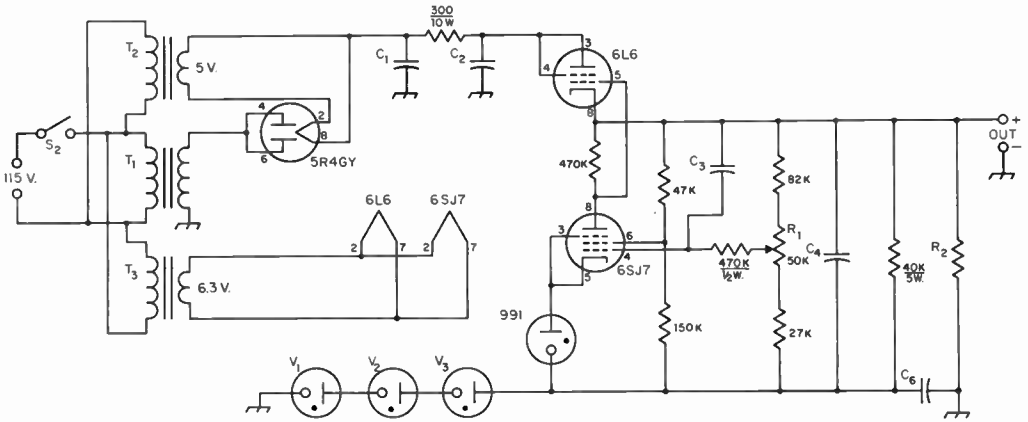 300
10 W.
T2
5 V.
C1
C2
3
6L6
4
5
8
4
2
8
6
5R4GY
S2
115 V.
T1
470K
47K
C3
82K
+
OUT
−
6L6
6SJ7
2
7
2
7
8
3
6
4
5
6SJ7
470K
½W.
R1
50K
C4
40K
5W.
R2
T3
6.3 V.
991
150K
27K
V1
V2
V3
C6